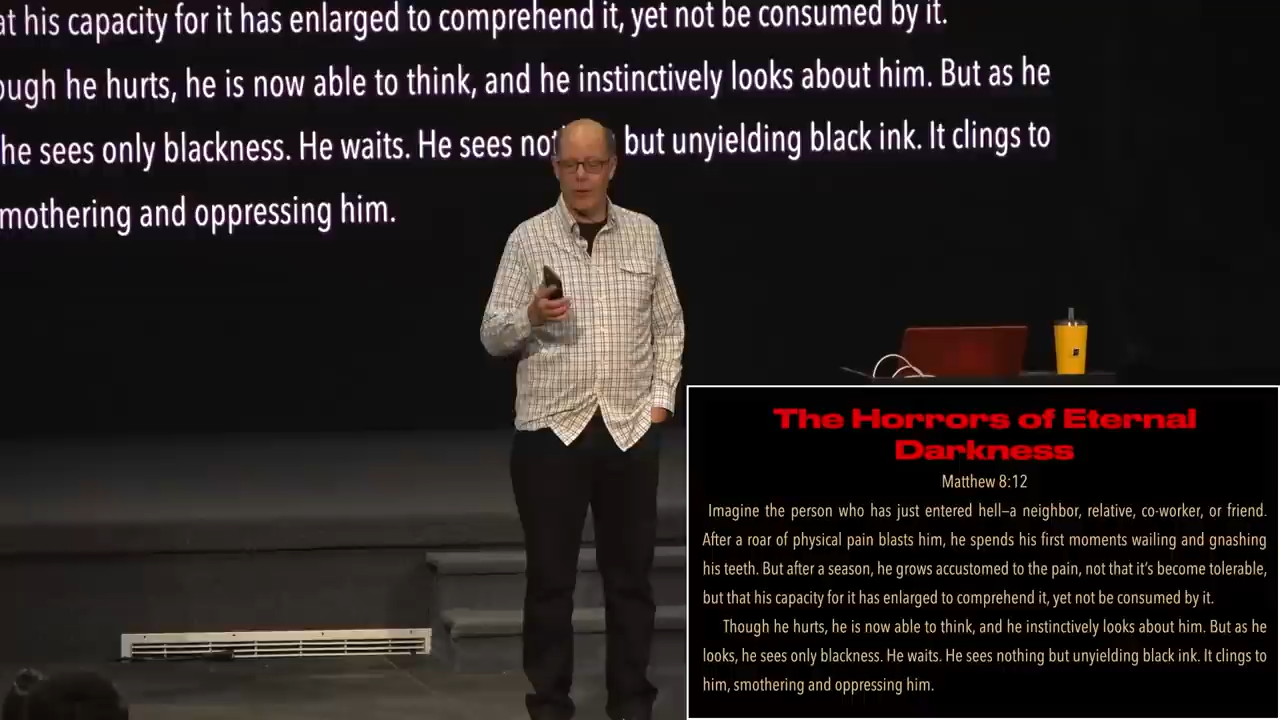 at his capacity for it has enlarged to comprehend it, yet not be consumed by it.
ough he hurts, he is now able to think, and he instinctively looks about him. But as he
he sees only blackness. He waits. He sees not but unyielding black ink. It clings to
mothering and oppressing him.
The Horrors of Eternal
Darkness
Matthew 8:12
Imagine the person who has just entered hell—a neighbor, relative, co-worker, or friend.
After a roar of physical pain blasts him, he spends his first moments wailing and gnashing
his teeth. But after a season, he grows accustomed to the pain, not that it's become tolerable,
but that his capacity for it has enlarged to comprehend it, yet not be consumed by it.
Though he hurts, he is now able to think, and he instinctively looks about him. But as he
looks, he sees only blackness. He waits. He sees nothing but unyielding black ink. It clings to
him, smothering and oppressing him.